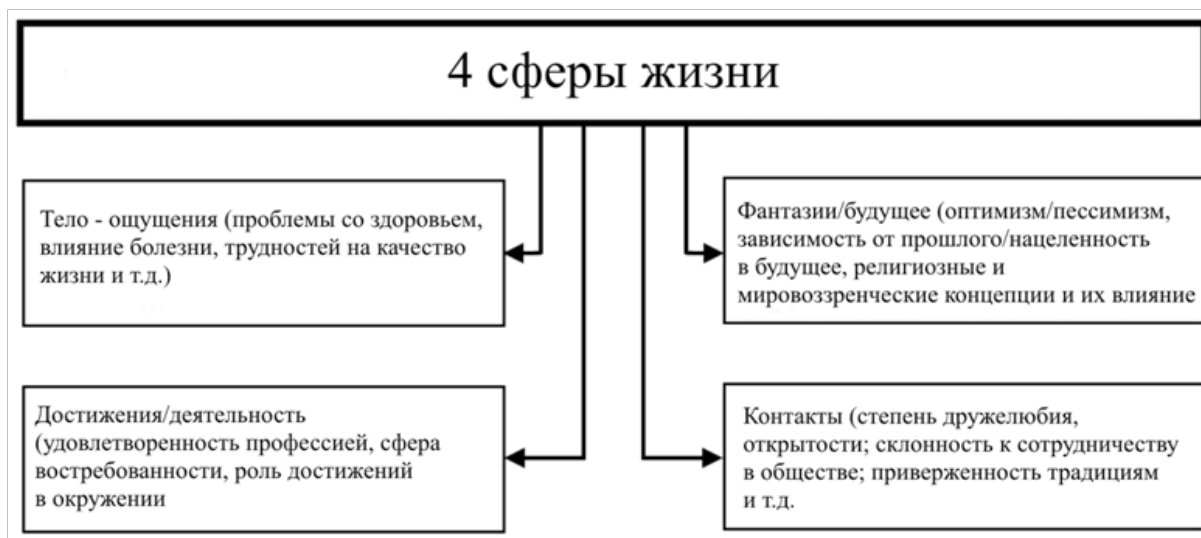 4 сферы жизни
Тело - ощущения (проблемы со здоровьем,
влияние болезни, трудностей на качество
жизни и т.д.)
Фантазии/будущее (оптимизм/пессимизм,
зависимость от прошлого/нацеленность
в будущее, религиозные и
мировоззренческие концепции и их влияние
Достижения/деятельность
(удовлетворенность профессией, сфера
востребованности, роль достижений
в окружении
Контакты (степень дружелюбия,
открытости; склонность к сотрудничеству
в обществе; приверженность традициям
и т.д.